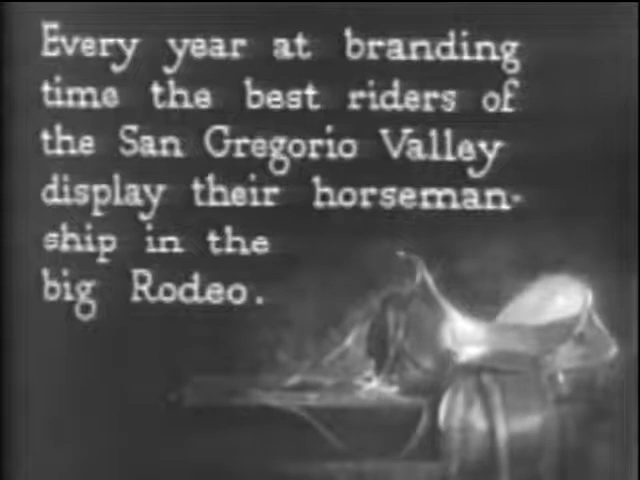 Every year at branding
time the best riders of
the San Gregorio Valley
display their horseman-
ship in the
big Rodeo.